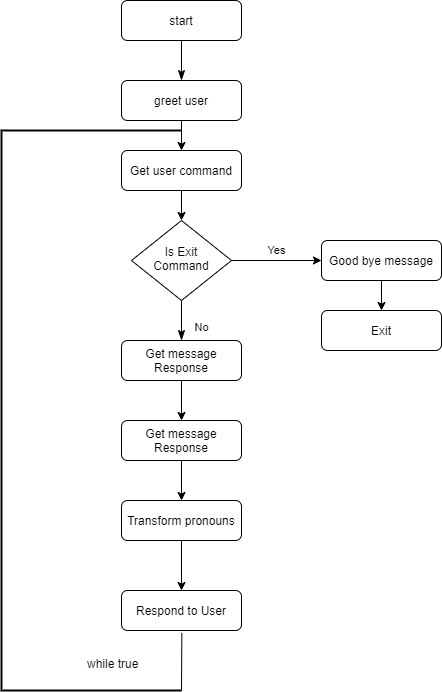 start
greet user
Get user command
Is Exit
Command
Yes
Good bye message
Exit
No
Get message
Response
Get message
Response
Transform pronouns
Respond to User
while true